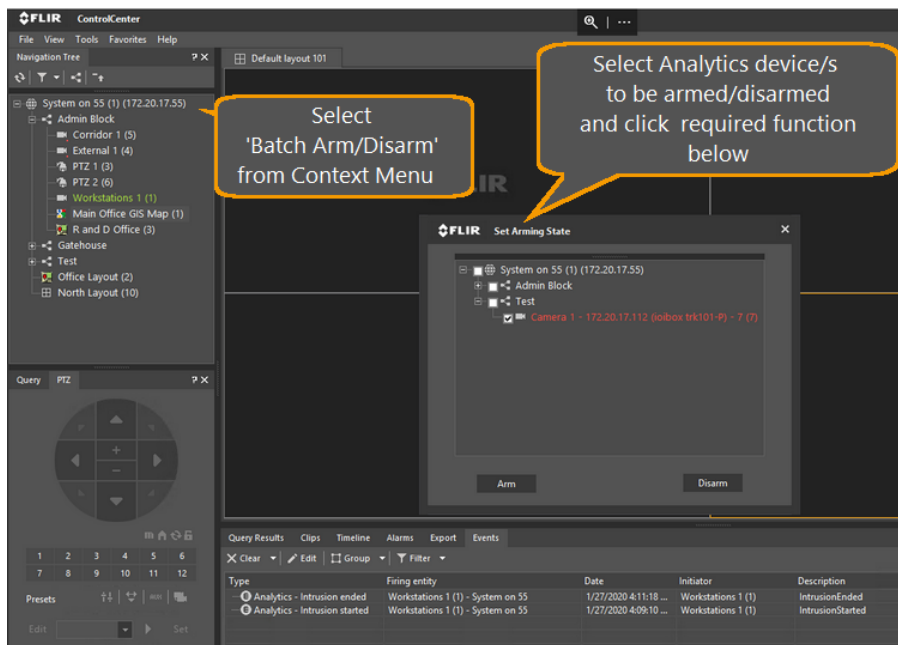 FLIR ControlCenter
File View Tools Favorites Help
Navigation Tree ? X
Default layout 101
System on 55 (1) (172.20.17.55)
Admin Block
Corridor 1 (5)
External 1 (4)
PTZ 1 (3)
PTZ 2 (6)
Workstations 1 (1)
Main Office GIS Map (1)
R and D Office (3)
Gatehouse
Test
Office Layout (2)
North Layout (10)
Select
'Batch Arm/Disarm'
from Context Menu
Select Analytics device/s
to be armed/disarmed
and click required function
below
FLIR Set Arming State
System on 55 (1) (172.20.17.55)
Admin Block
Test
Camera 1 - 172.20.17.112 (ioibox trk101-P) - 7 (7)
Arm Disarm
Query PTZ ? X
1 2 3 4 5 6
7 8 9 10 11 12
Presets
Edit Set
Query Results Clips Timeline Alarms Export Events
Clear Edit Group Filter
Type Firing entity Date Initiator Description
Analytics - Intrusion ended Workstations 1 (1) - System on 55 1/27/2020 4:11:18 ... Workstations 1 (1) IntrusionEnded
Analytics - Intrusion started Workstations 1 (1) - System on 55 1/27/2020 4:09:10 ... Workstations 1 (1) IntrusionStarted